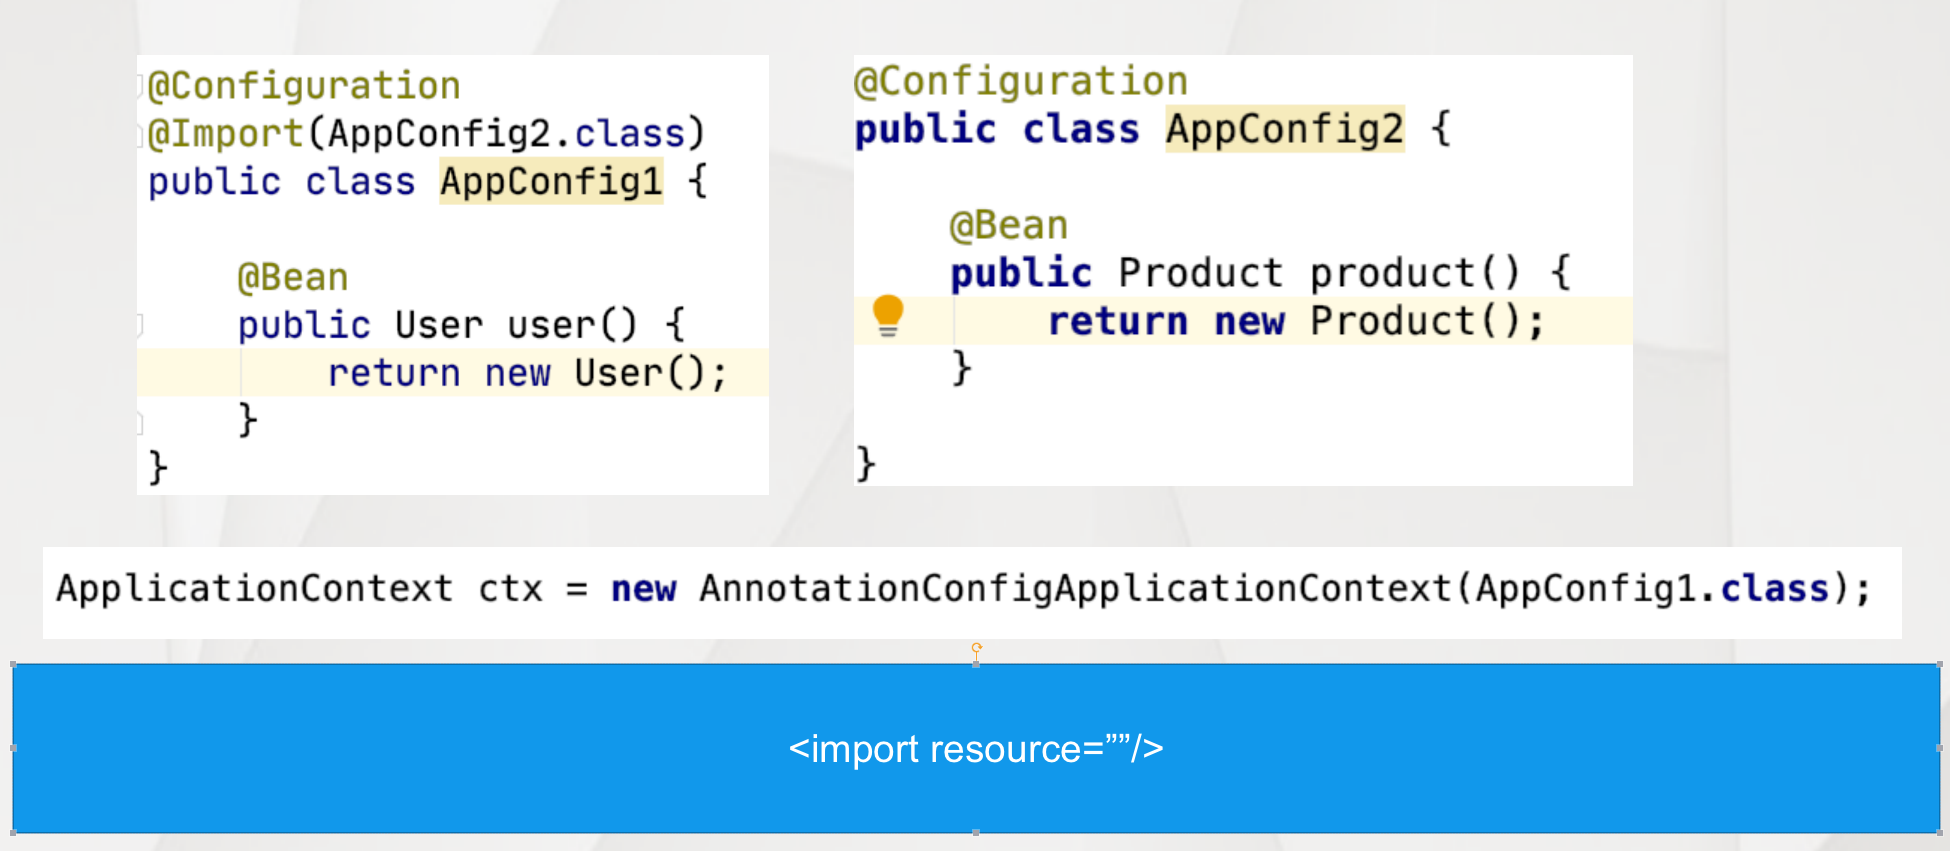 @Configuration
@Import(AppConfig2.class)
public class AppConfig1 {
@Bean
public User user() {
return new User();
}
}
@Configuration
public class AppConfig2 {
@Bean
public Product product() {
return new Product();
}
}
ApplicationContext ctx = new AnnotationConfigApplicationContext(AppConfig1.class);
<import resource=””/>